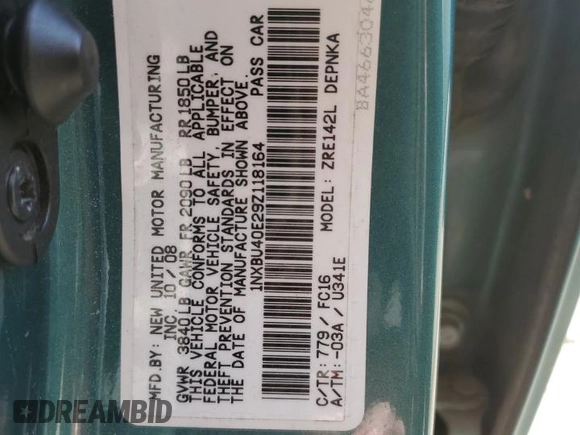 MFD.BY: NEW UNITED MOTOR MANUFACTURING
INC. 10/08
GVWR 3840LB GAWR FR 2090LB RR 1850LB
THIS VEHICLE CONFORMS TO ALL APPLICABLE
FEDERAL MOTOR VEHICLE SAFETY, BUMPER, AND
THEFT PREVENTION STANDARDS IN EFFECT ON
THE DATE OF MANUFACTURE SHOWN ABOVE.
1NXBU40E29Z118164 PASS CAR
C/TR: 779/ FC16 MODEL: ZRE142L DEPNKA
A/TM: -03A/ U341E
DREAMBID